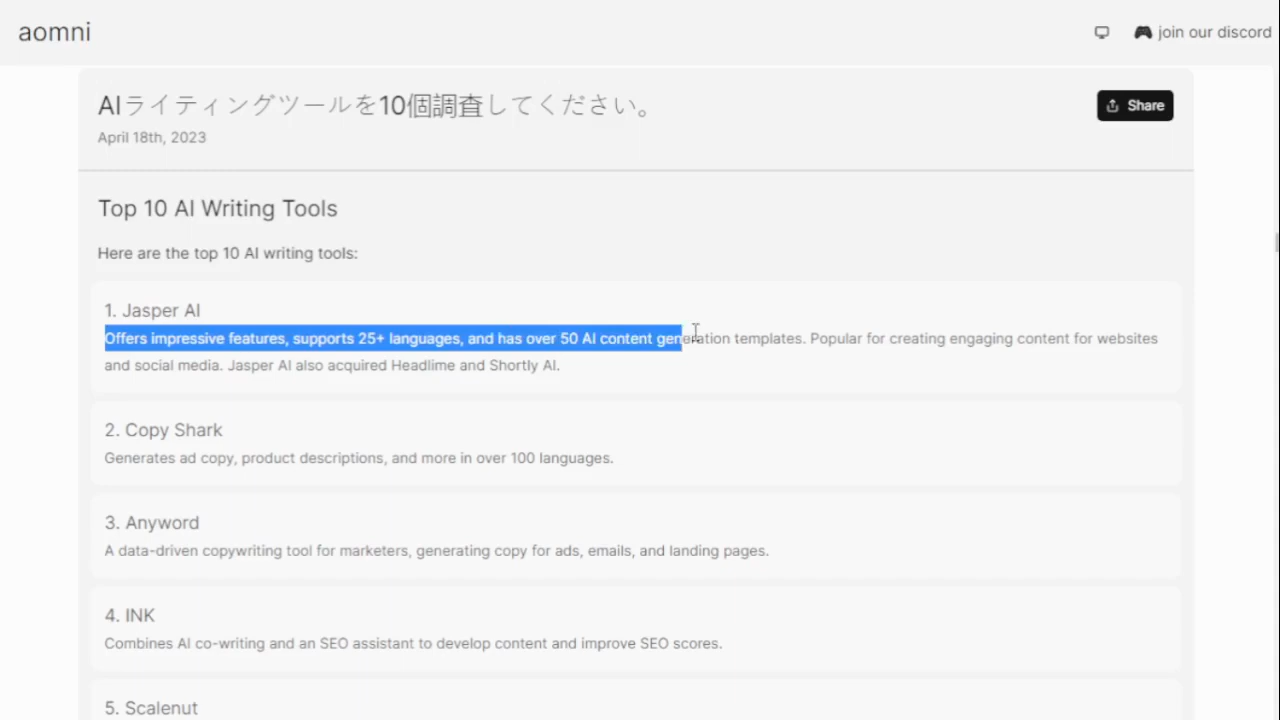 aomni
join our discord
AIライティングツールを10個調査してください。
Share
April 18th, 2023
Top 10 AI Writing Tools
Here are the top 10 AI writing tools:
1. Jasper AI
Offers impressive features, supports 25+ languages, and has over 50 AI content generation templates. Popular for creating engaging content for websites
and social media. Jasper AI also acquired Headlime and Shortly AI.
2. Copy Shark
Generates ad copy, product descriptions, and more in over 100 languages.
3. Anyword
A data-driven copywriting tool for marketers, generating copy for ads, emails, and landing pages.
4. INK
Combines AI co-writing and an SEO assistant to develop content and improve SEO scores.
5. Scalenut